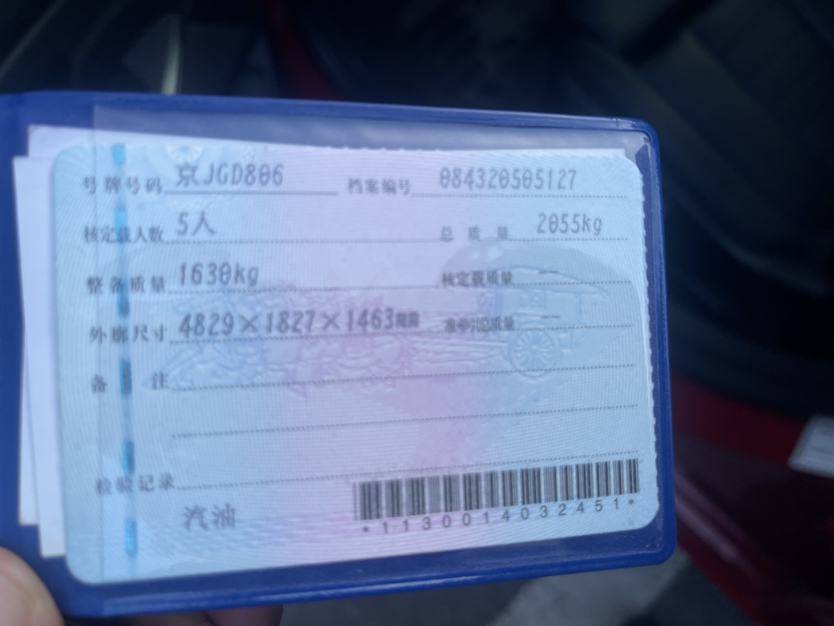 号牌号码 京JGD806 档案编号 084320505127
核定载人数 5人 总质量 2055kg
整备质量 1630kg 核定载质量 --
外廓尺寸 4829×1827×1463mm 准牵引总质量 --
备注
检验记录
汽油
*1130014032451*